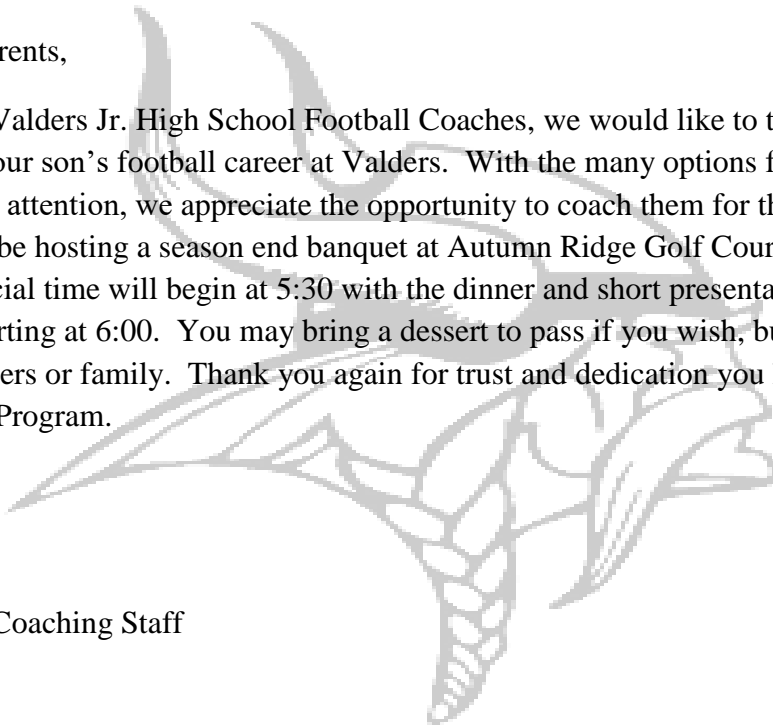 rents,
Valders Jr. High School Football Coaches, we would like to t
our son's football career at Valders.  With the many options f
attention, we appreciate the opportunity to coach them for th
be hosting a season end banquet at Autumn Ridge Golf Cour
cial time will begin at 5:30 with the dinner and short presenta
rting at 6:00.  You may bring a dessert to pass if you wish, bu
ers or family.  Thank you again for trust and dedication you
Program.
Coaching Staff